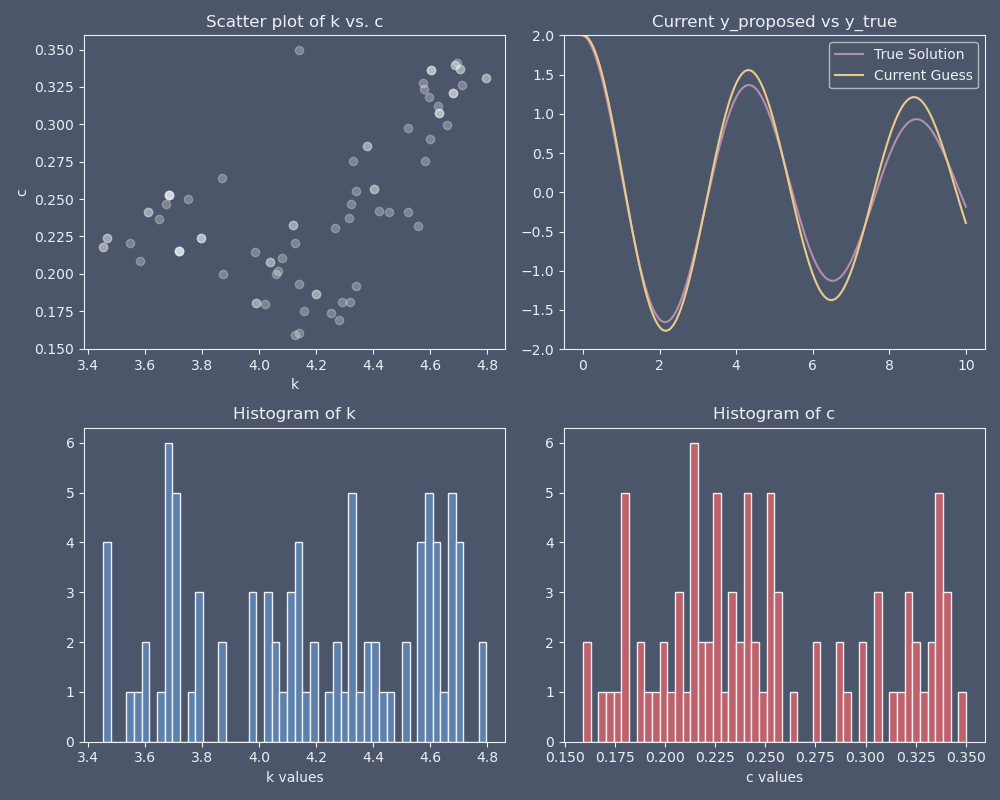 Scatter plot of k vs. c
0.350
0.325
0.300
0.275
0.250
0.225
0.200
0.175
0.150
c
3.4 3.6 3.8 4.0 4.2 4.4 4.6 4.8
k
Current y_proposed vs y_true
2.0
1.5
1.0
0.5
0.0
−0.5
−1.0
−1.5
−2.0
True Solution
Current Guess
0 2 4 6 8 10
Histogram of k
6
5
4
3
2
1
0
3.4 3.6 3.8 4.0 4.2 4.4 4.6 4.8
k values
Histogram of c
6
5
4
3
2
1
0
0.150 0.175 0.200 0.225 0.250 0.275 0.300 0.325 0.350
c values